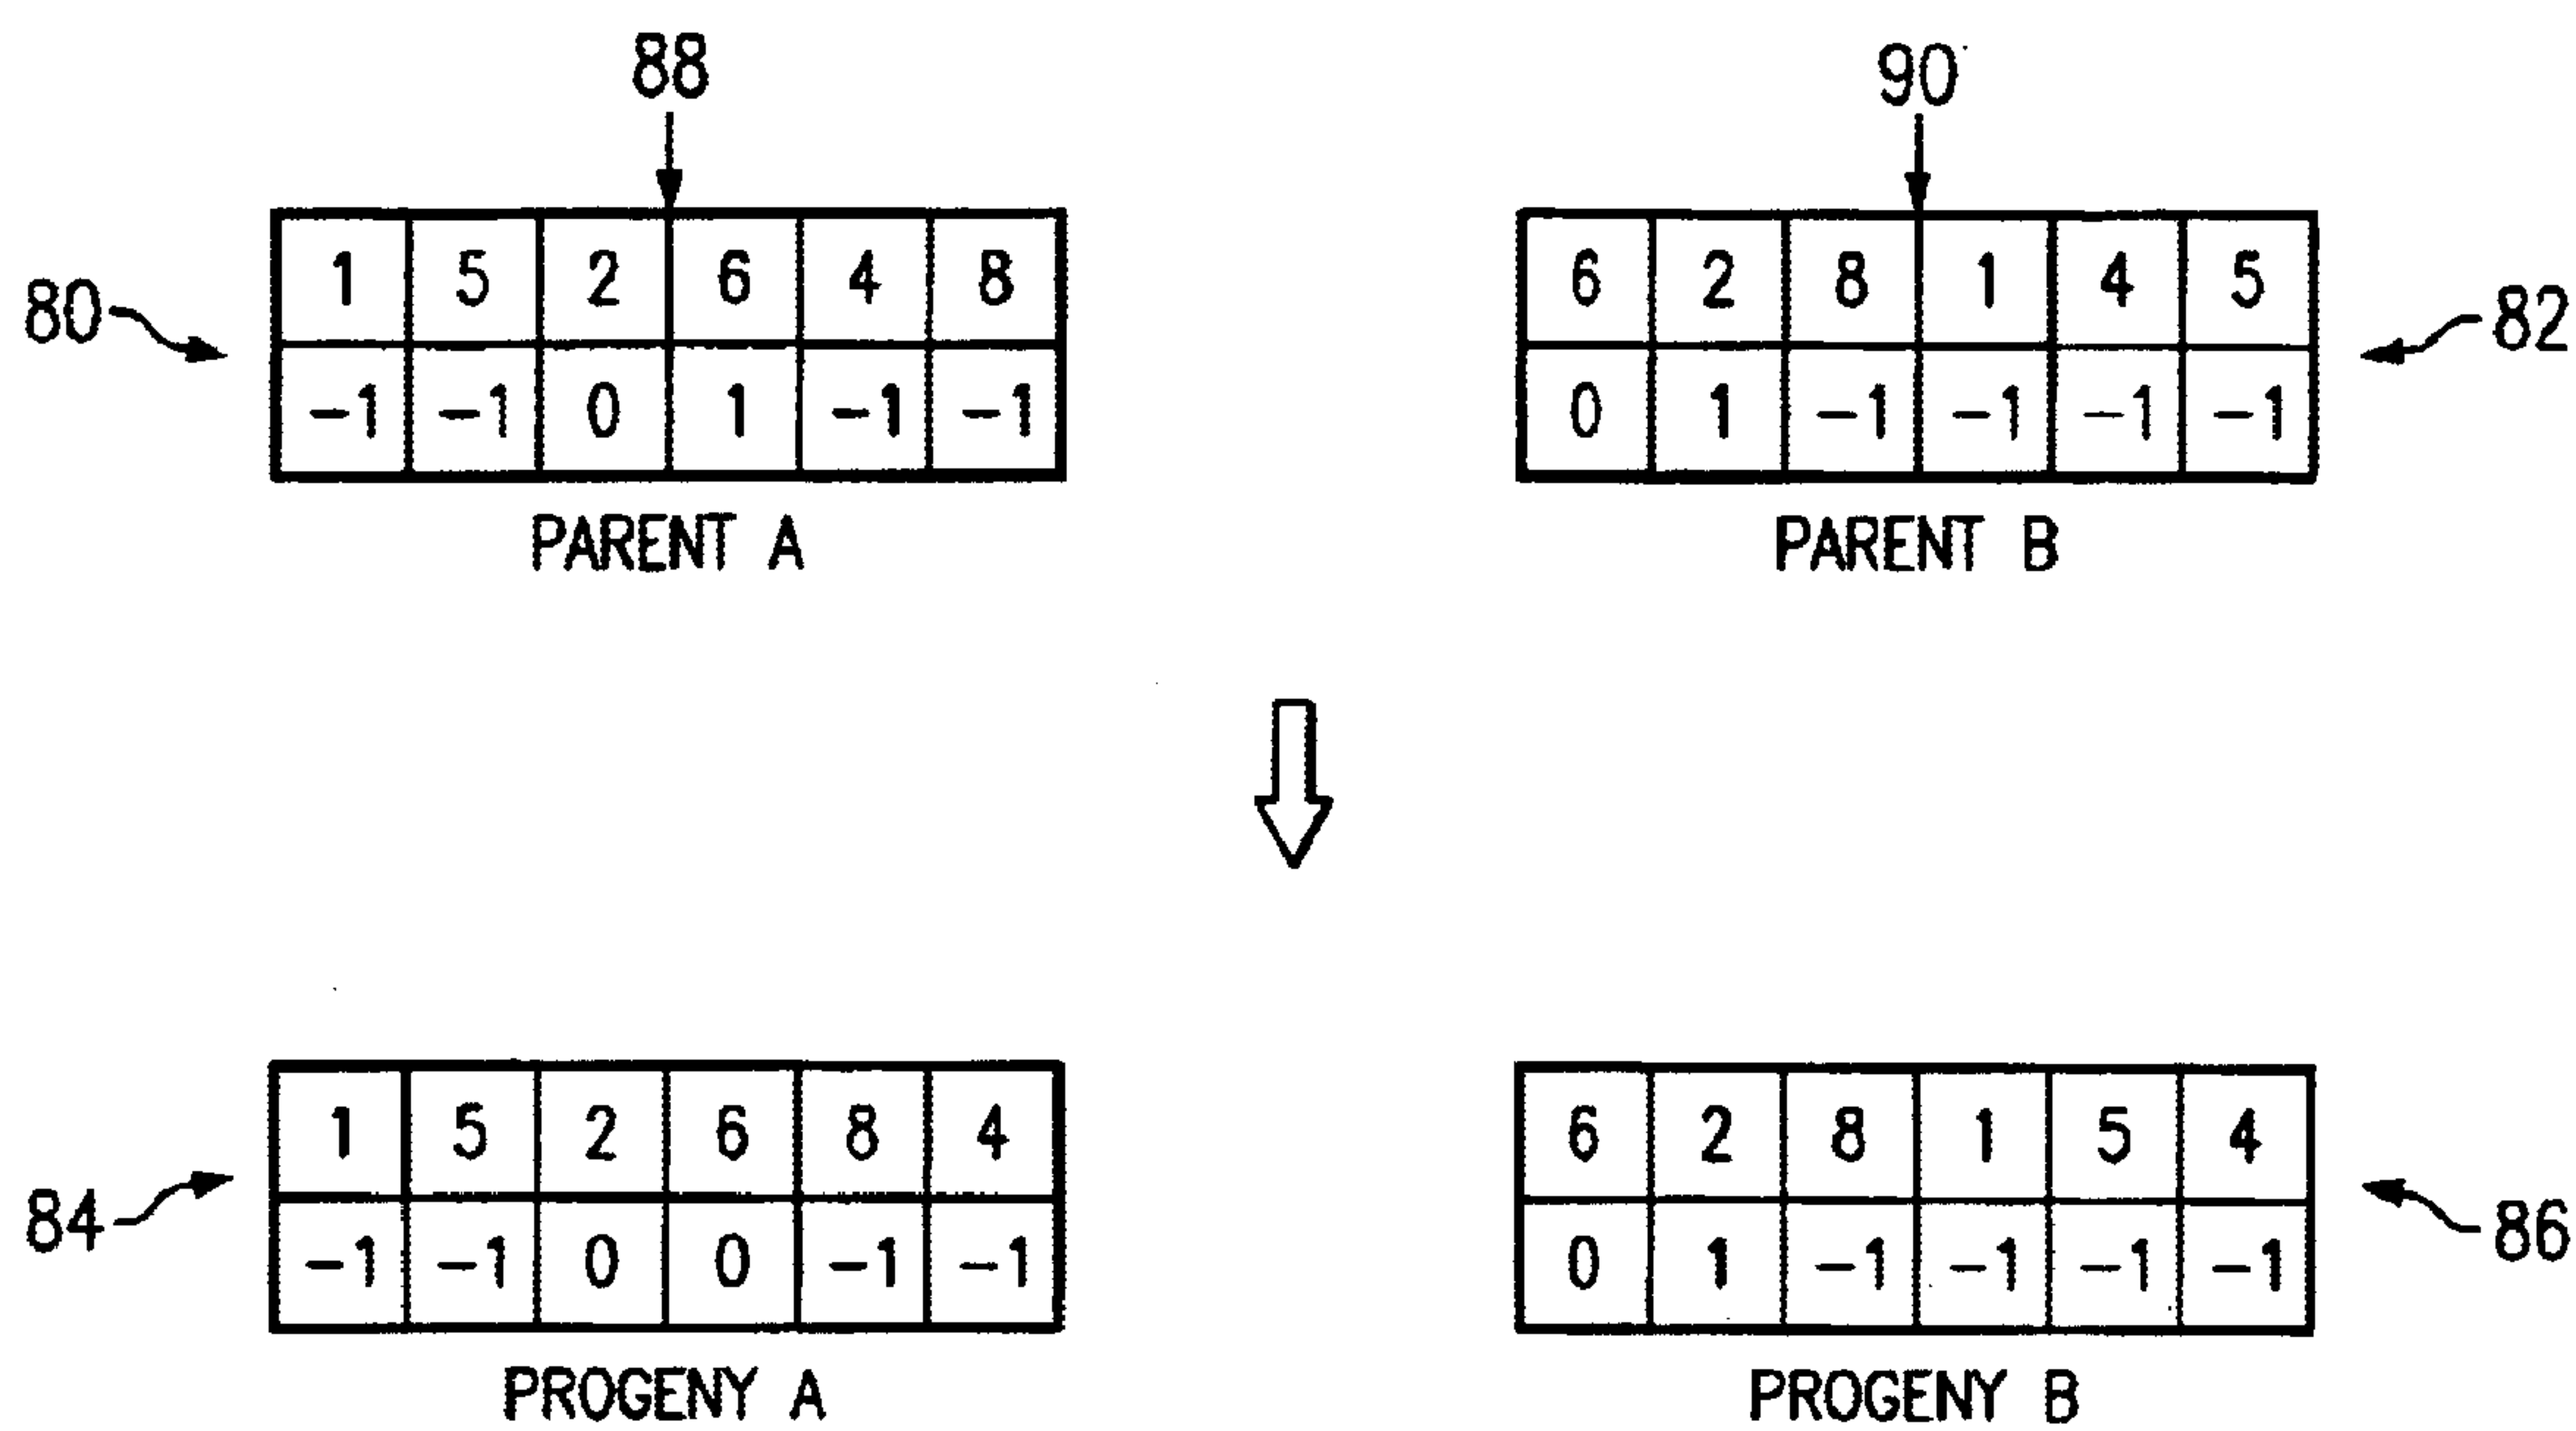 88 90
1 5 2 6 4 8 6 2 8 1 4 5
80 82
-1 -1 0 1 -1 -1 0 1 -1 -1 -1 -1
PARENT A PARENT B
1 5 2 6 8 4 6 2 8 1 5 4
84 86
-1 -1 0 0 -1 -1 0 1 -1 -1 -1 -1
PROGENY A PROGENY B